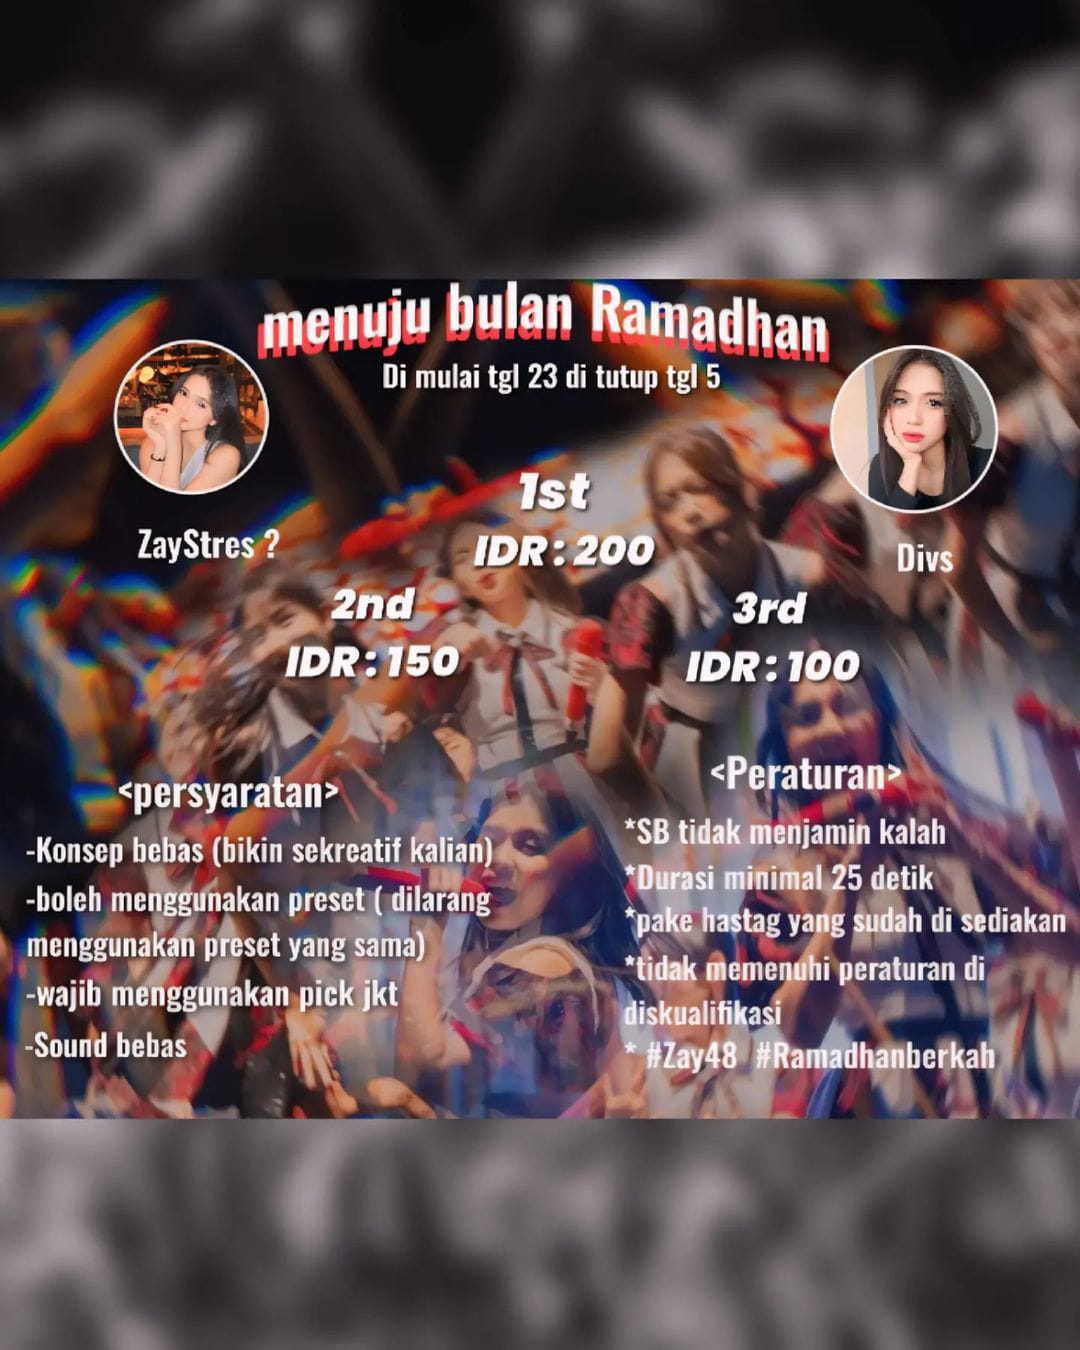 menuju bulan Ramadhan
Di mulai tgl 23 di tutup tgl 5
ZayStres ?
Divs
1st
IDR : 200
2nd
IDR : 150
3rd
IDR : 100
<persyaratan>
-Konsep bebas (bikin sekreatif kalian)
-boleh menggunakan preset ( dilarang
menggunakan preset yang sama)
-wajib menggunakan pick jkt
-Sound bebas
<Peraturan>
*SB tidak menjamin kalah
*Durasi minimal 25 detik
*pake hastag yang sudah di sediakan
*tidak memenuhi peraturan di
diskualifikasi
* #Zay48 #Ramadhanberkah